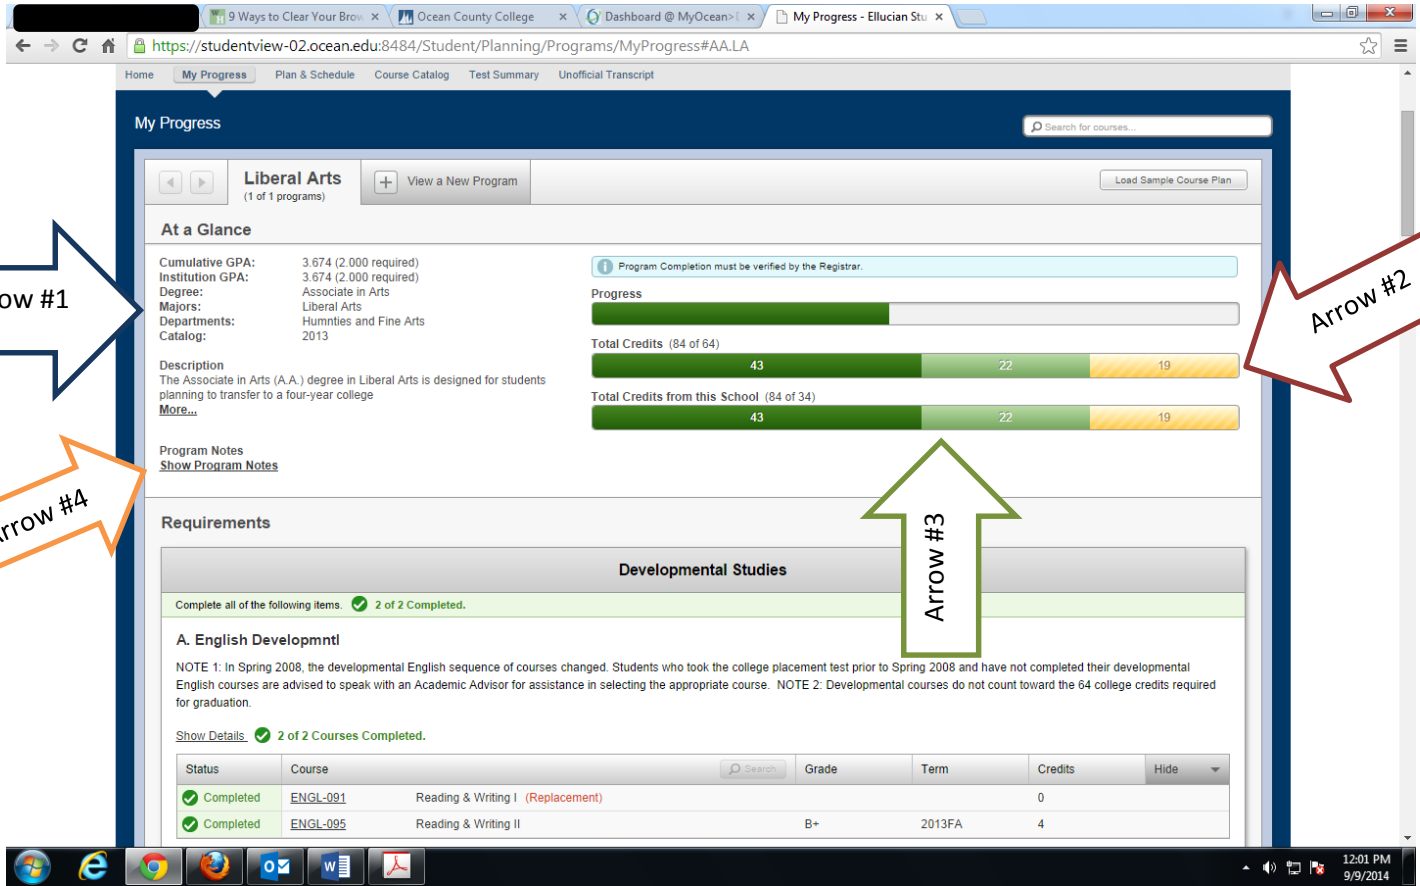 9 Ways to Clear Your Brow
Ocean County College
Dashboard @ MyOcean>
My Progress - Ellucian Stu
https://studentview-02.ocean.edu:8484/Student/Planning/Programs/MyProgress#AA.LA
Home My Progress Plan & Schedule Course Catalog Test Summary Unofficial Transcript
My Progress
Search for courses...
Liberal Arts
(1 of 1 programs)
View a New Program
Load Sample Course Plan
At a Glance
Cumulative GPA: 3.674 (2.000 required)
Institution GPA: 3.674 (2.000 required)
Degree: Associate in Arts
Majors: Liberal Arts
Departments: Humnties and Fine Arts
Catalog: 2013
Description
The Associate in Arts (A.A.) degree in Liberal Arts is designed for students
planning to transfer to a four-year college
More...
Program Notes
Show Program Notes
Program Completion must be verified by the Registrar.
Progress
Total Credits (84 of 64)
43 22 19
Total Credits from this School (84 of 34)
43 22 19
ow #1
Arrow #2
Arrow #3
rrow #4
Requirements
Developmental Studies
Complete all of the following items. 2 of 2 Completed.
A. English Developmntl
NOTE 1: In Spring 2008, the developmental English sequence of courses changed. Students who took the college placement test prior to Spring 2008 and have not completed their developmental
English courses are advised to speak with an Academic Advisor for assistance in selecting the appropriate course. NOTE 2: Developmental courses do not count toward the 64 college credits required
for graduation.
Show Details 2 of 2 Courses Completed.
Status Course Search Grade Term Credits Hide
Completed ENGL-091 Reading & Writing I (Replacement) 0
Completed ENGL-095 Reading & Writing II B+ 2013FA 4
12:01 PM
9/9/2014